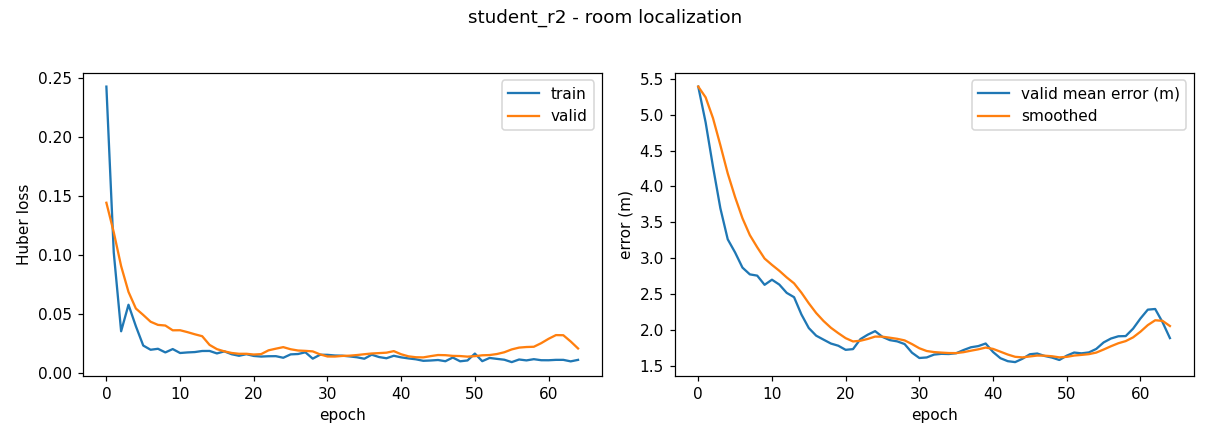 student_r2 - room localization
0.25
0.20
0.15
0.10
0.05
0.00
Huber loss
train
valid
0 10 20 30 40 50 60
epoch
5.5
5.0
4.5
4.0
3.5
3.0
2.5
2.0
1.5
error (m)
valid mean error (m)
smoothed
0 10 20 30 40 50 60
epoch